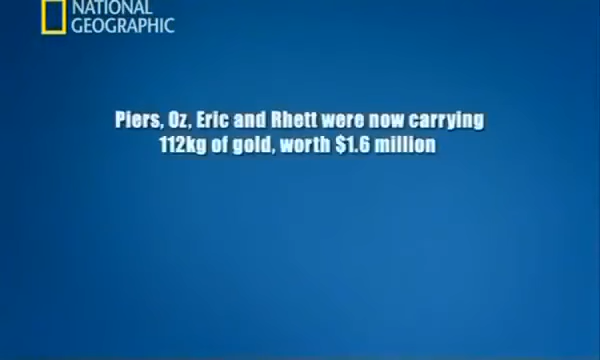 NATIONAL
GEOGRAPHIC
Piers, Oz, Eric and Rhett were now carrying
112kg of gold, worth $1.6 million